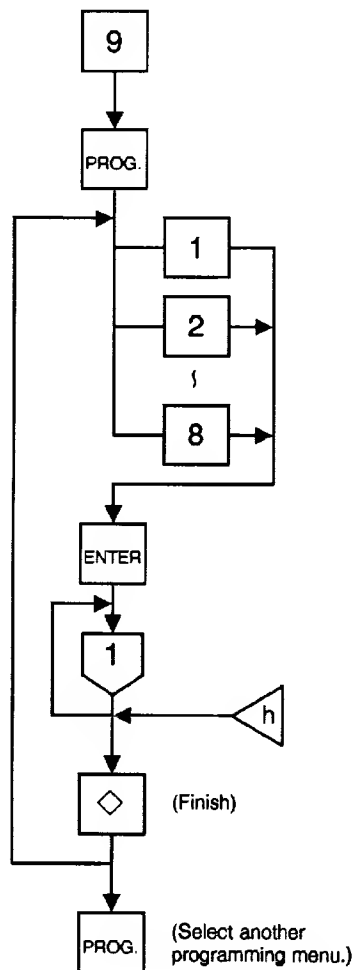 9
PROG.
1
2
8
ENTER
1
h
(Finish)
PROG.
(Select another
programming menu.)